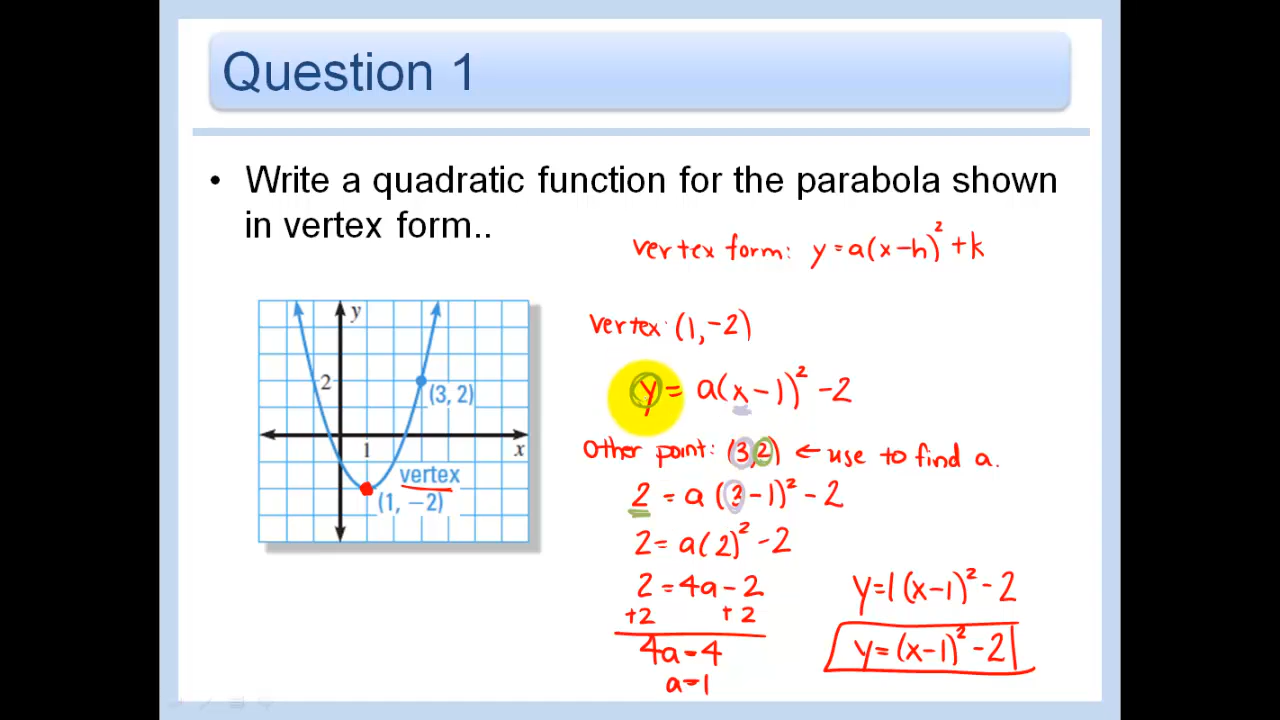 Question 1
• Write a quadratic function for the parabola shown
in vertex form..
vertex form: y = a(x-h)² + k
y
2
(3, 2)
1
x
vertex
(1, −2)
vertex: (1, -2)
y = a(x-1)² - 2
Other point: (3,2) ← use to find a.
2 = a(3-1)² - 2
2 = a(2)² - 2
2 = 4a - 2
+2 +2
4a = 4
a = 1
y = 1(x-1)² - 2
y = (x-1)² - 2